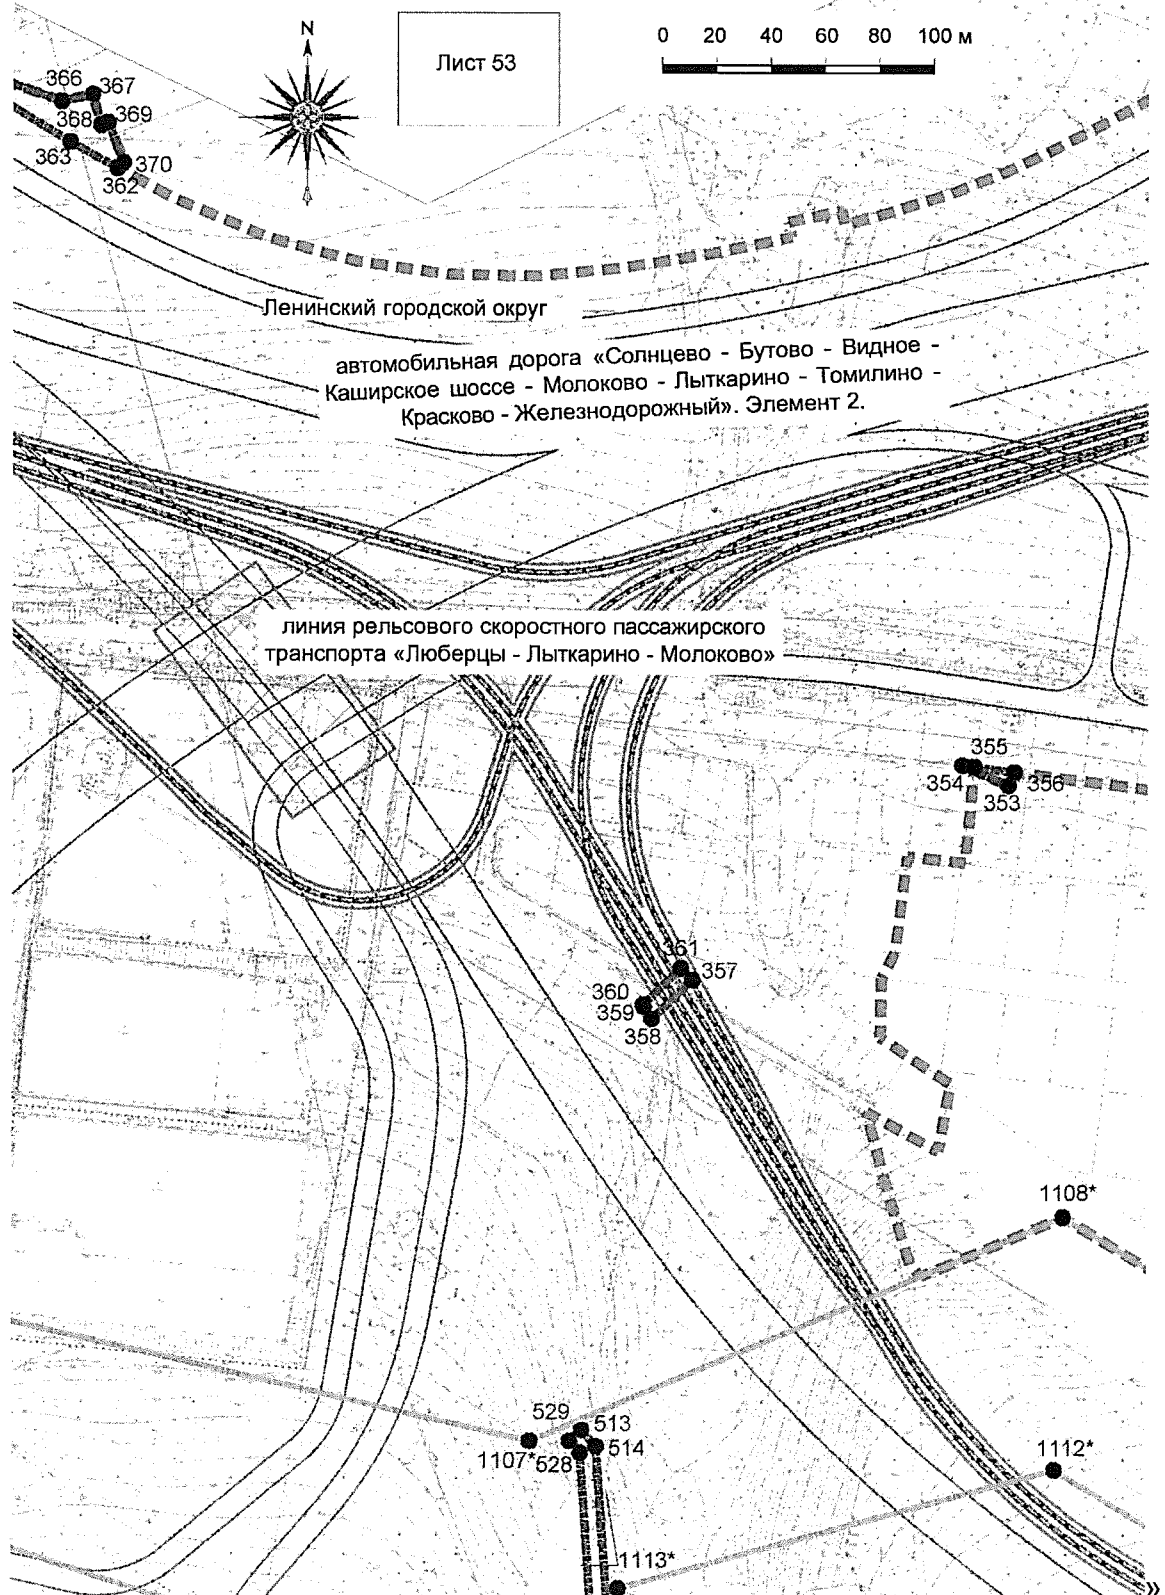 N
Лист 53
0 20 40 60 80 100 м
366
367
368
369
363
370
362
Ленинский городской округ
автомобильная дорога «Солнцево - Бутово - Видное -
Каширское шоссе - Молоково - Лыткарино - Томилино -
Красково - Железнодорожный». Элемент 2.
линия рельсового скоростного пассажирского
транспорта «Люберцы - Лыткарино - Молоково»
355
354
356
353
361
357
360
359
358
1108*
529
513
514
1107*
528
1112*
1113*
»